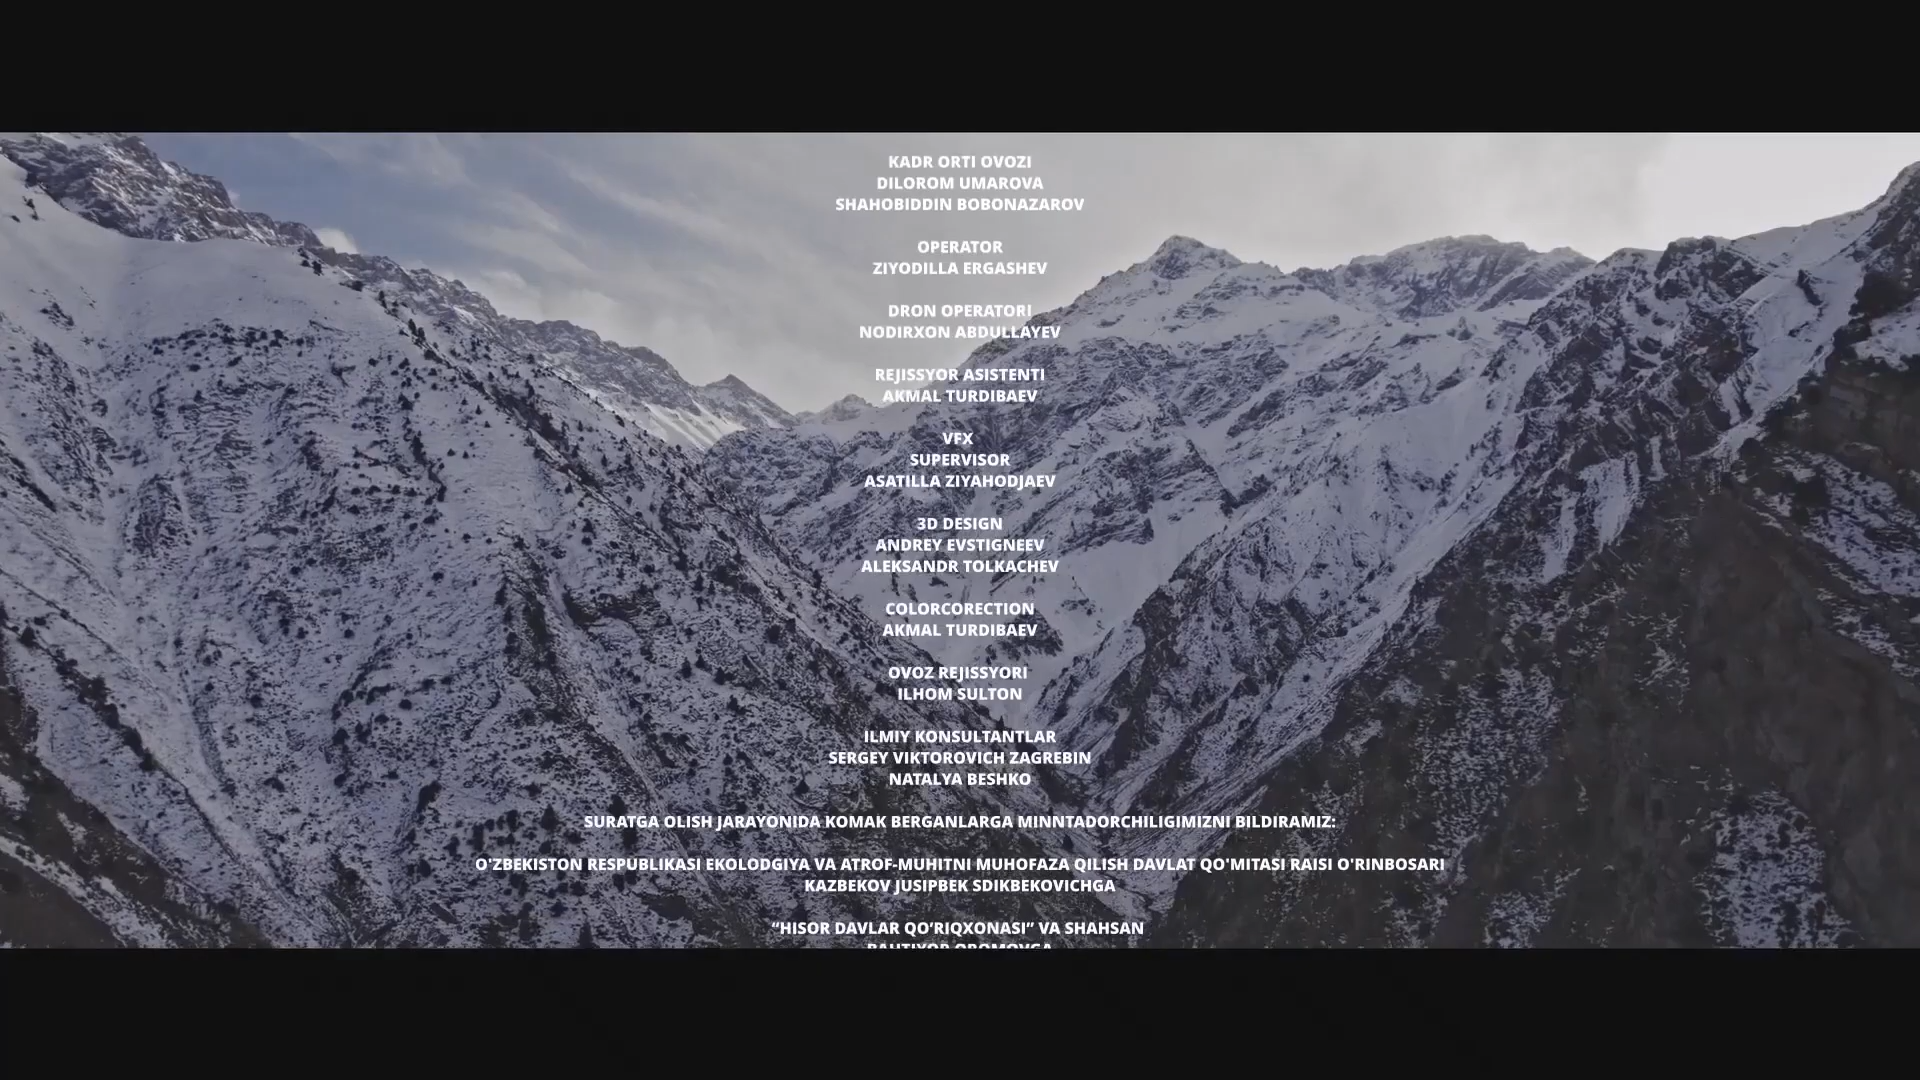 KADR ORTI OVOZI
DILOROM UMAROVA
SHAHOBIDDIN BOBONAZAROV
OPERATOR
ZIYODILLA ERGASHEV
DRON OPERATORI
NODIRXON ABDULLAYEV
REJISSYOR ASISTENTI
AKMAL TURDIBAEV
VFX
SUPERVISOR
ASATILLA ZIYAHODJAEV
3D DESIGN
ANDREY EVSTIGNEEV
ALEKSANDR TOLKACHEV
COLORCORECTION
AKMAL TURDIBAEV
OVOZ REJISSYORI
ILHOM SULTON
ILMIY KONSULTANTLAR
SERGEY VIKTOROVICH ZAGREBIN
NATALYA BESHKO
SURATGA OLISH JARAYONIDA KOMAK BERGANLARGA MINNTADORCHILIGIMIZNI BILDIRAMIZ:
O'ZBEKISTON RESPUBLIKASI EKOLODGIYA VA ATROF-MUHITNI MUHOFAZA QILISH DAVLAT QO'MITASI RAISI O'RINBOSARI
KAZBEKOV JUSIPBEK SDIKBEKOVICHGA
“HISOR DAVLAR QO’RIQXONASI” VA SHAHSAN